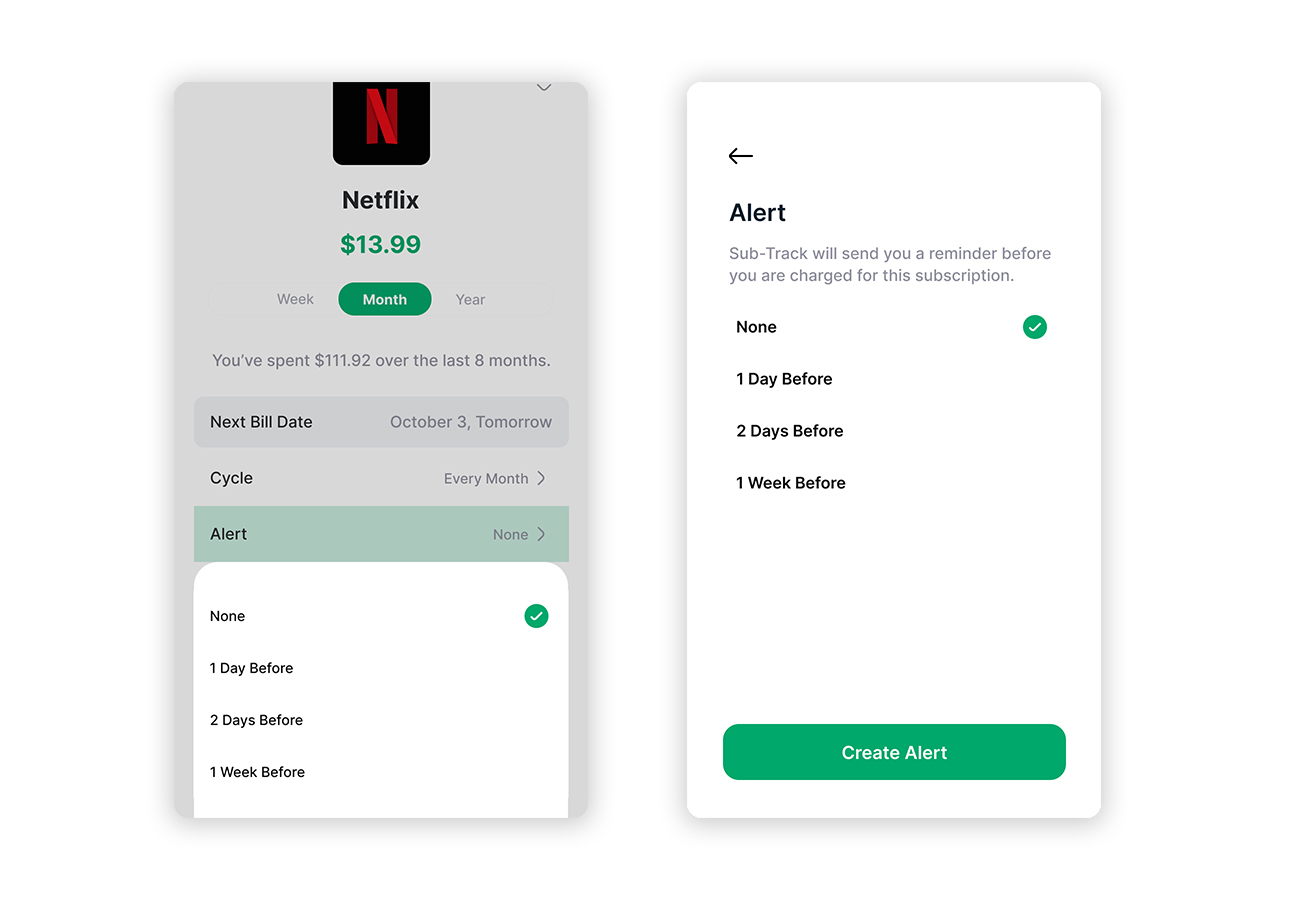 N
Netflix
$13.99
Week Month Year
You’ve spent $111.92 over the last 8 months.
Next Bill Date October 3, Tomorrow
Cycle Every Month
Alert None
None
1 Day Before
2 Days Before
1 Week Before
Alert
Sub-Track will send you a reminder before
you are charged for this subscription.
None
1 Day Before
2 Days Before
1 Week Before
Create Alert